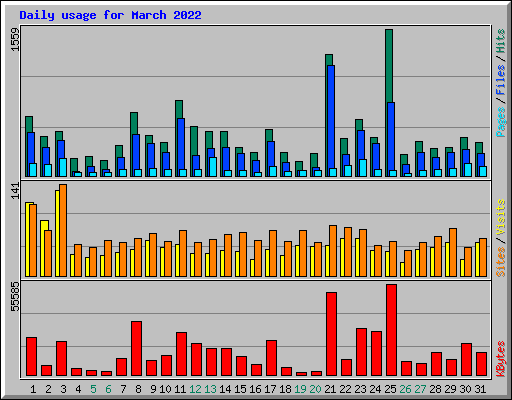 Daily usage for March 2022
1559
Pages / Files / Hits
141
Sites / Visits
55585
KBytes
1 2 3 4 5 6 7 8 9 10 11 12 13 14 15 16 17 18 19 20 21 22 23 24 25 26 27 28 29 30 31